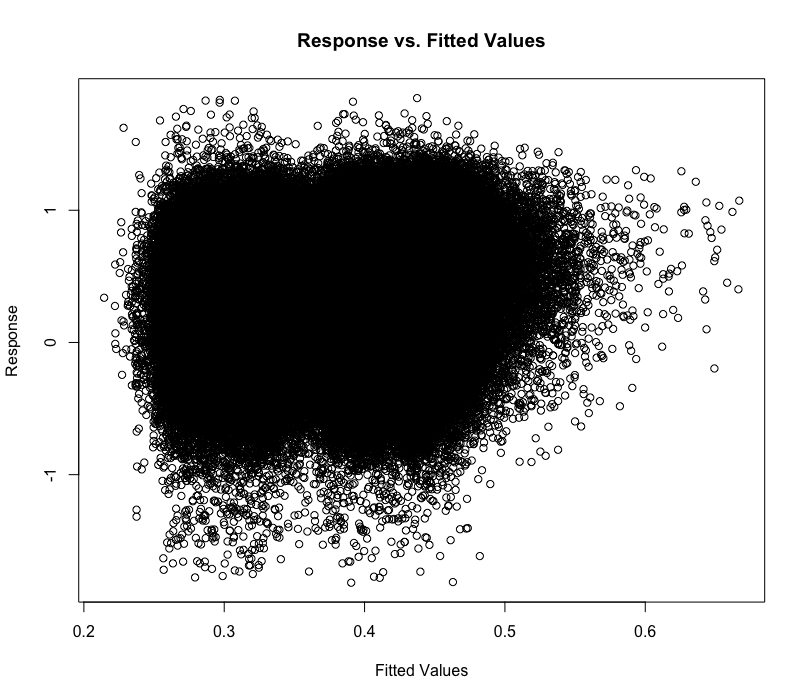 Response vs. Fitted Values
Response
1
0
-1
0.2 0.3 0.4 0.5 0.6
Fitted Values